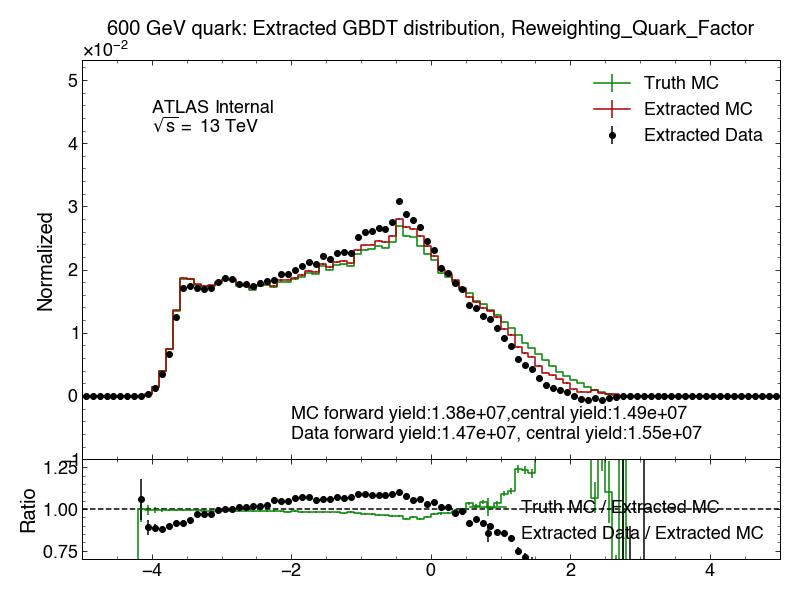 600 GeV quark: Extracted GBDT distribution, Reweighting_Quark_Factor
×10⁻²
ATLAS Internal
√s = 13 TeV
Truth MC
Extracted MC
Extracted Data
Normalized
5
4
3
2
1
0
MC forward yield:1.38e+07,central yield:1.49e+07
Data forward yield:1.47e+07, central yield:1.55e+07
Ratio
1.25
1.00
0.75
Truth MC / Extracted MC
Extracted Data / Extracted MC
−4 −2 0 2 4